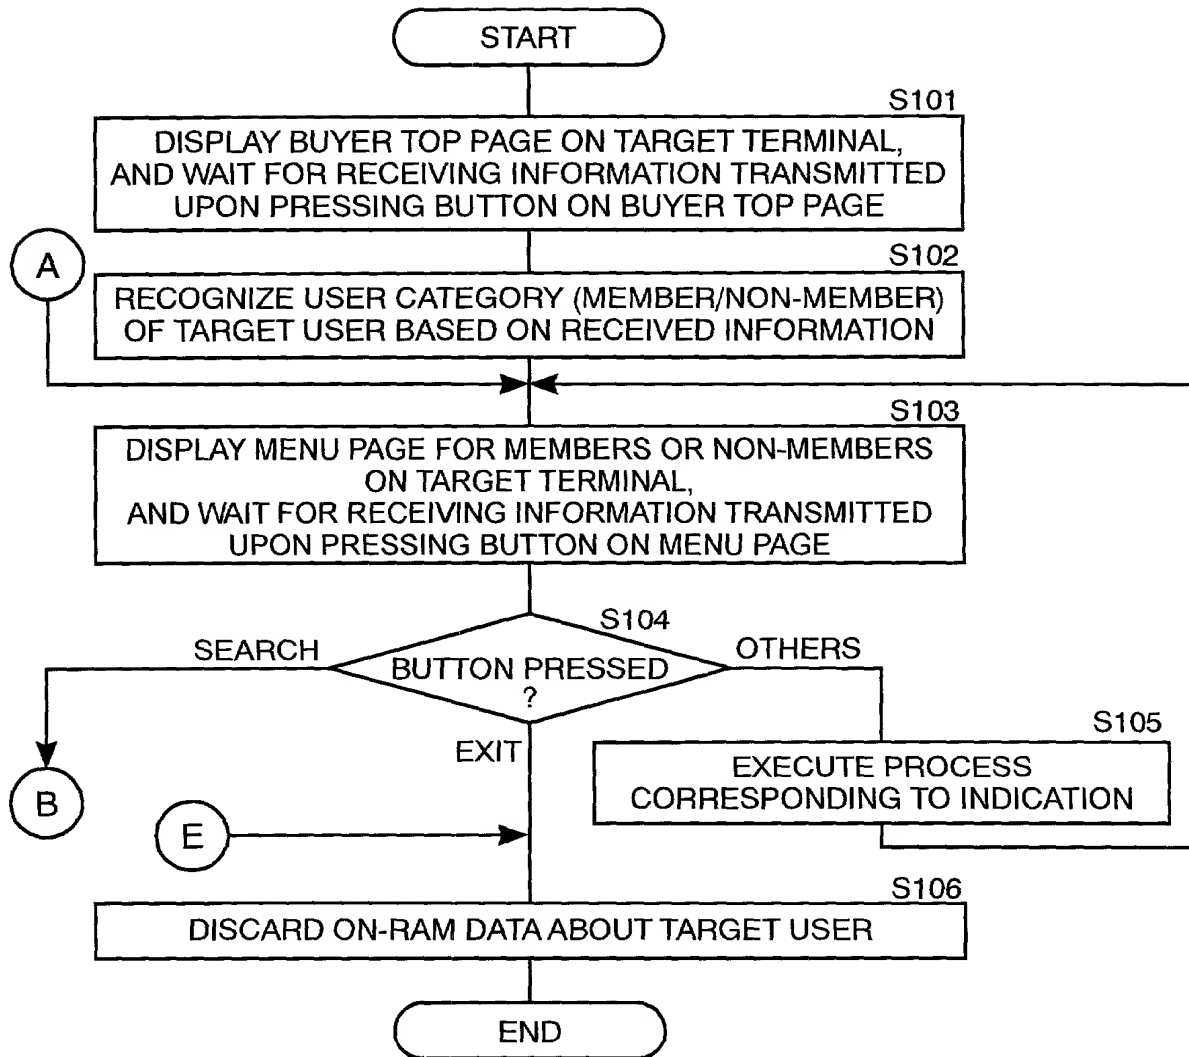 START
S101
DISPLAY BUYER TOP PAGE ON TARGET TERMINAL,
AND WAIT FOR RECEIVING INFORMATION TRANSMITTED
UPON PRESSING BUTTON ON BUYER TOP PAGE
A
S102
RECOGNIZE USER CATEGORY (MEMBER/NON-MEMBER)
OF TARGET USER BASED ON RECEIVED INFORMATION
S103
DISPLAY MENU PAGE FOR MEMBERS OR NON-MEMBERS
ON TARGET TERMINAL,
AND WAIT FOR RECEIVING INFORMATION TRANSMITTED
UPON PRESSING BUTTON ON MENU PAGE
S104
SEARCH
OTHERS
BUTTON PRESSED
?
EXIT
S105
EXECUTE PROCESS
CORRESPONDING TO INDICATION
B
E
S106
DISCARD ON-RAM DATA ABOUT TARGET USER
END